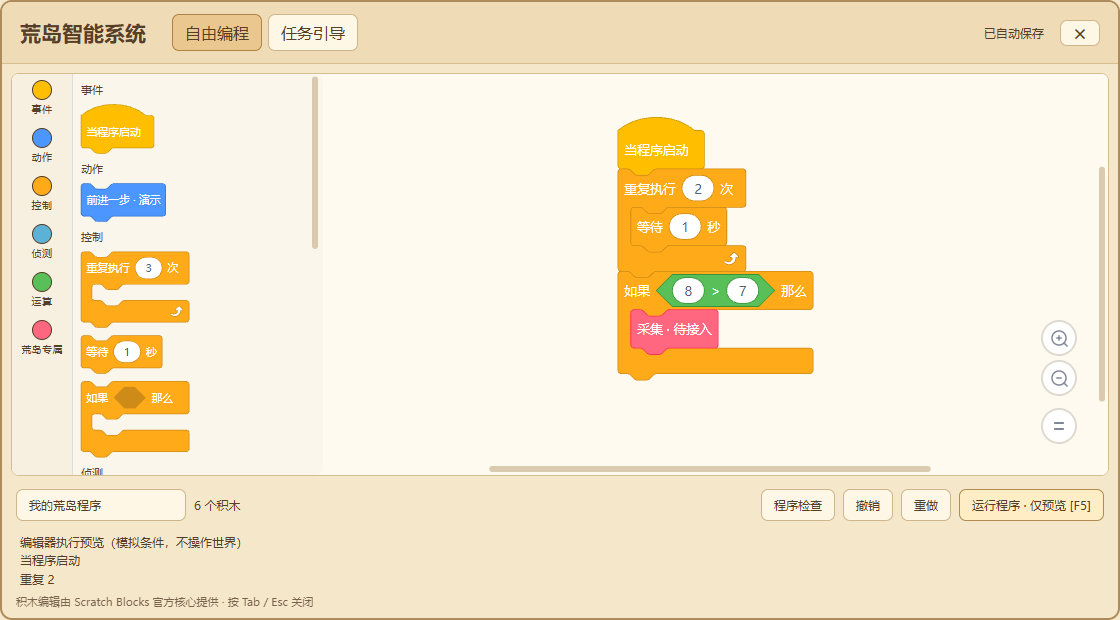 荒岛智能系统
自由编程
任务引导
已自动保存
事件
动作
控制
侦测
运算
荒岛专属
事件
当程序启动
动作
前进一步 · 演示
控制
重复执行 3 次
等待 1 秒
如果 那么
侦测
当程序启动
重复执行 2 次
等待 1 秒
如果 8 > 7 那么
采集 · 待接入
我的荒岛程序
6 个积木
程序检查
撤销
重做
运行程序 · 仅预览 [F5]
编辑器执行预览（模拟条件，不操作世界）
当程序启动
重复 2
积木编辑由 Scratch Blocks 官方核心提供 · 按 Tab / Esc 关闭